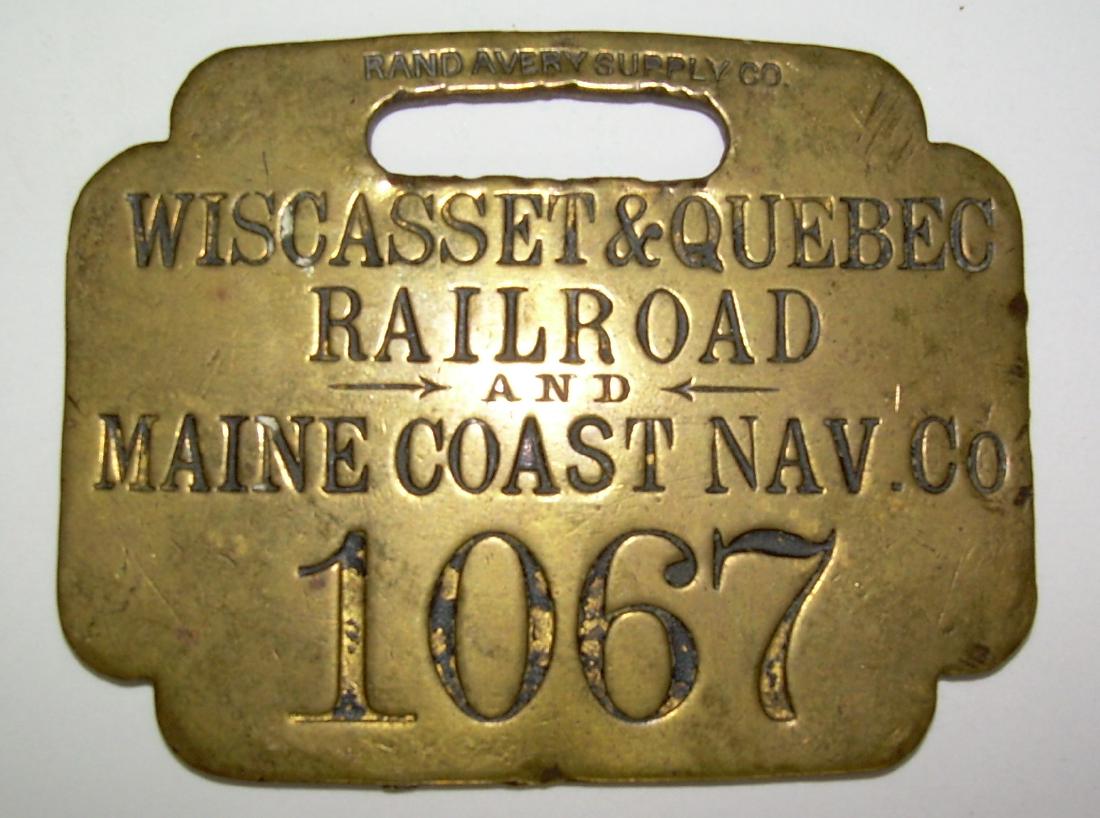 RAND AVERY SUPPLY CO.
WISCASSET & QUEBEC
RAILROAD
AND
MAINE COAST NAV. CO
1067